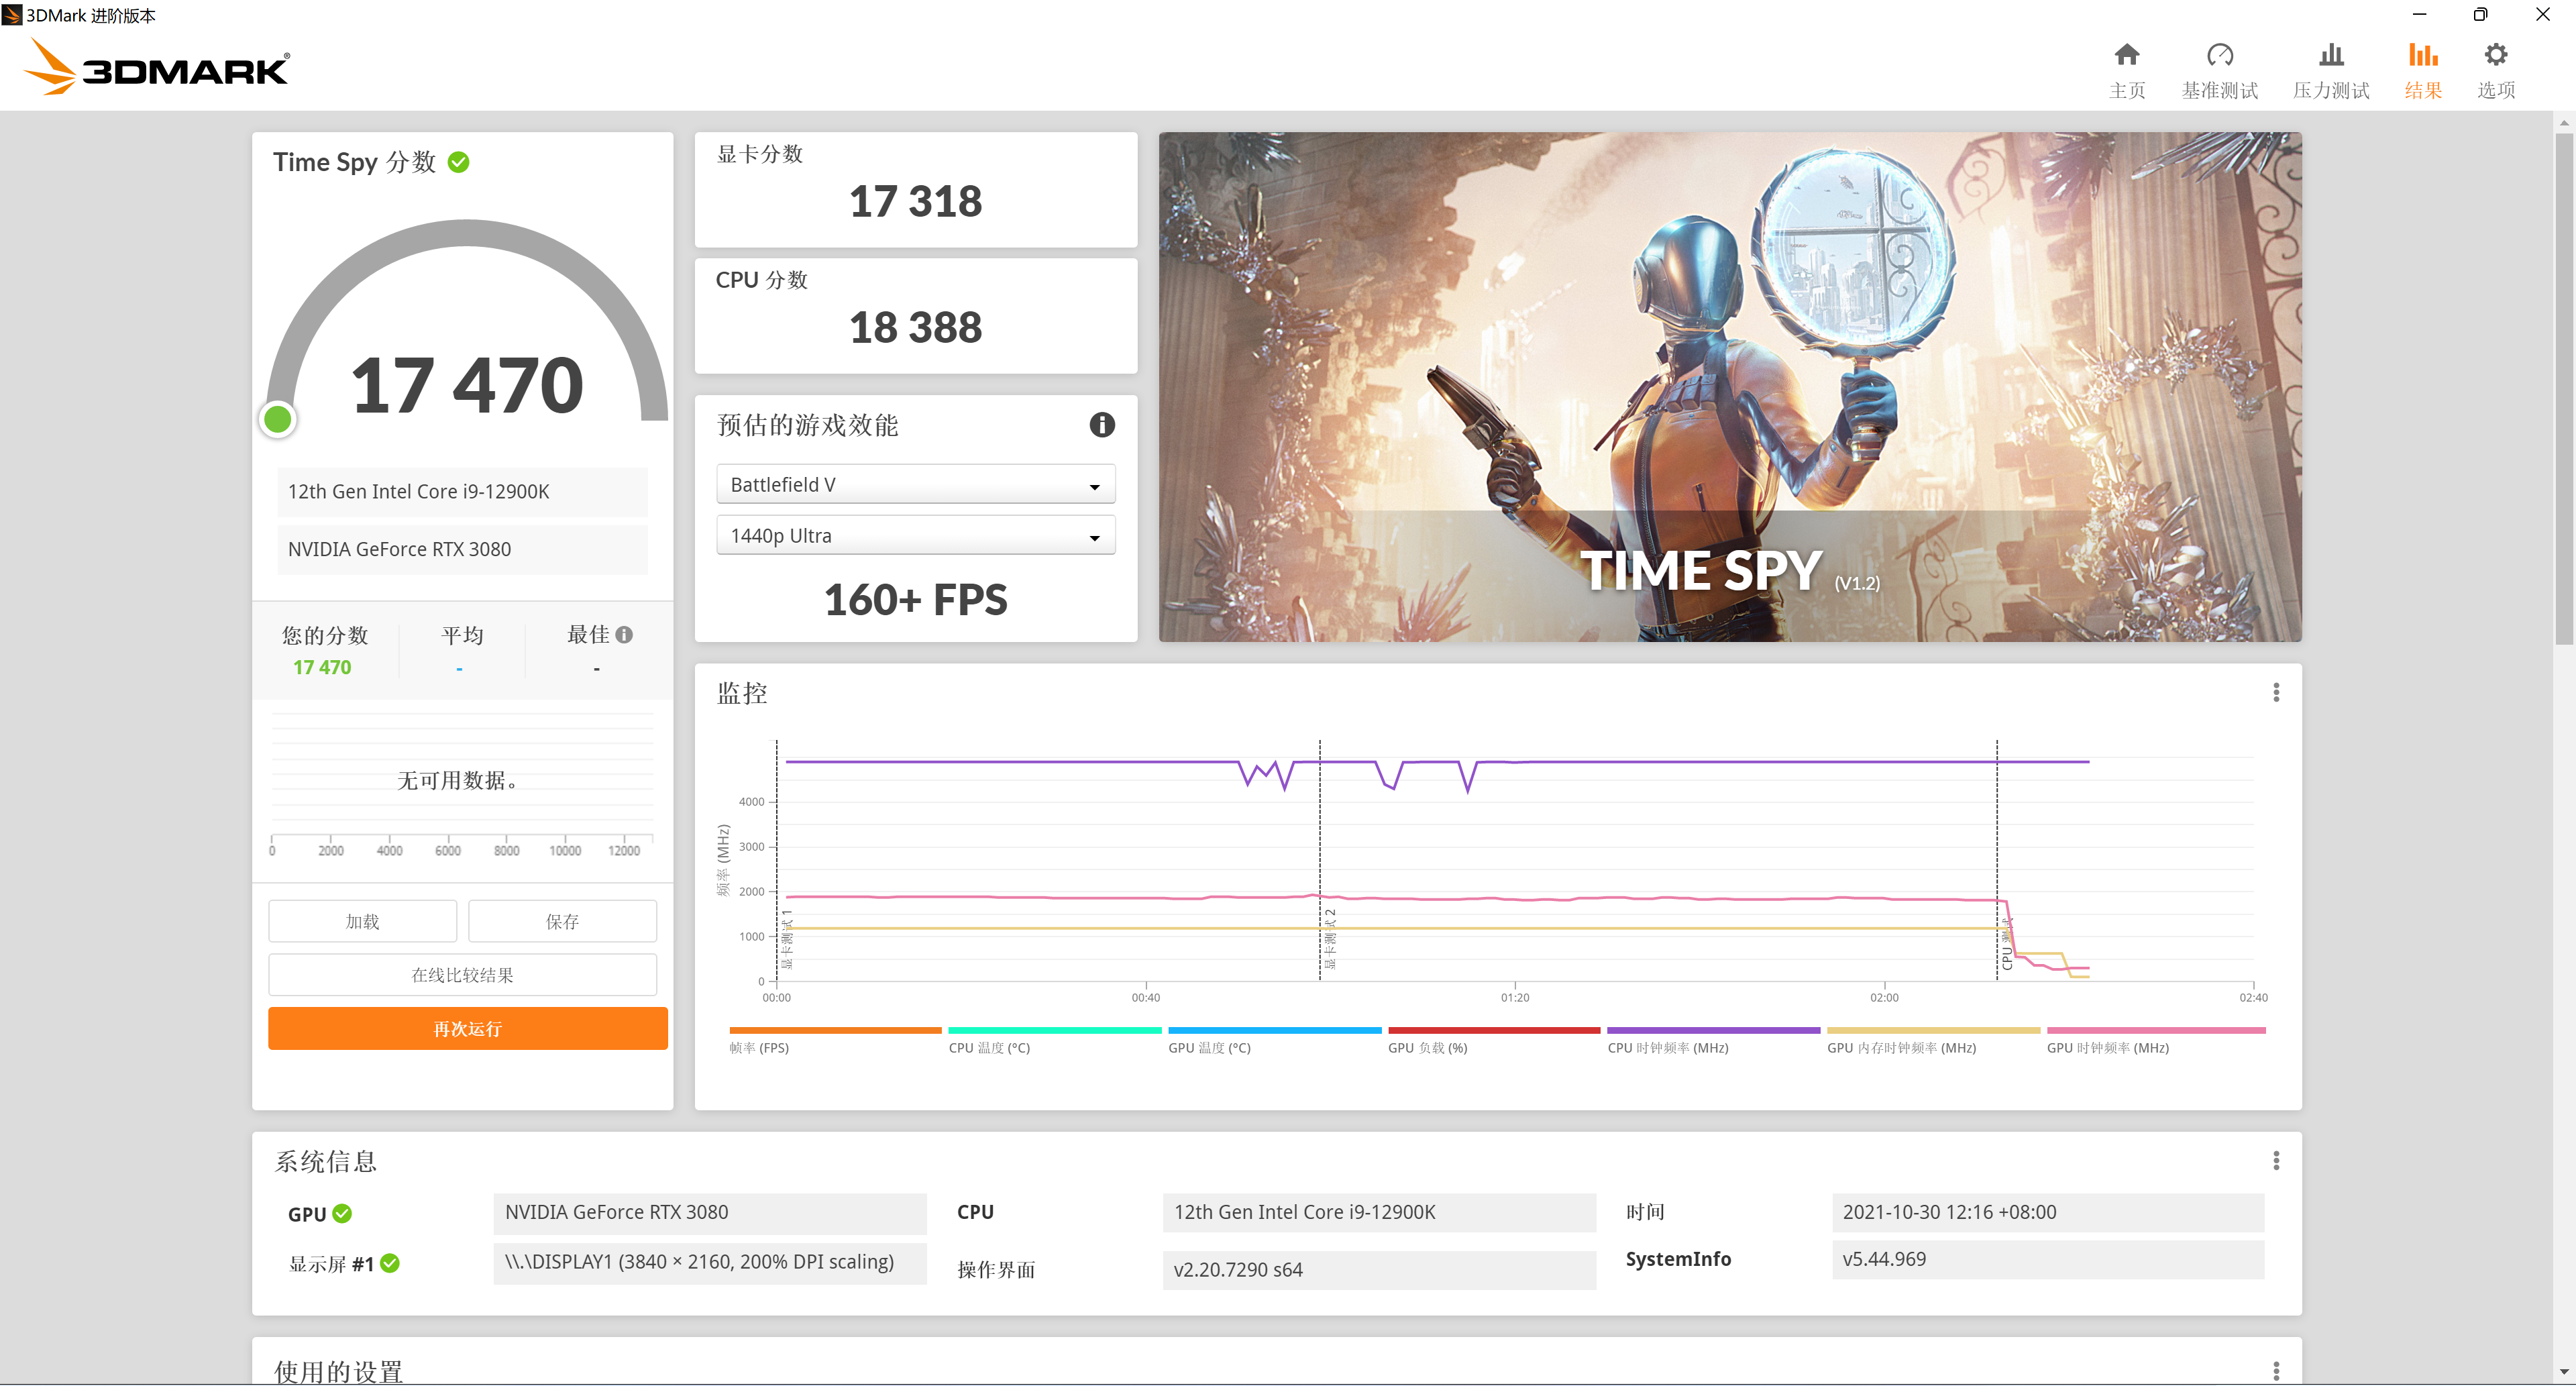 3DMark 进阶版本
3DMARK®
主页
基准测试
压力测试
结果
选项
Time Spy 分数
17 470
12th Gen Intel Core i9-12900K
NVIDIA GeForce RTX 3080
您的分数
17 470
平均
-
最佳
-
无可用数据。
0 2000 4000 6000 8000 10000 12000
加载
保存
在线比较结果
再次运行
显卡分数
17 318
CPU 分数
18 388
预估的游戏效能
Battlefield V
1440p Ultra
160+ FPS
TIME SPY (V1.2)
监控
频率 (MHz)
4000
3000
2000
1000
0
显卡测试 1
显卡测试 2
CPU 测试
00:00 00:40 01:20 02:00 02:40
帧率 (FPS)
CPU 温度 (°C)
GPU 温度 (°C)
GPU 负载 (%)
CPU 时钟频率 (MHz)
GPU 内存时钟频率 (MHz)
GPU 时钟频率 (MHz)
系统信息
GPU
NVIDIA GeForce RTX 3080
显示屏 #1
\\.\DISPLAY1 (3840 × 2160, 200% DPI scaling)
CPU
12th Gen Intel Core i9-12900K
操作界面
v2.20.7290 s64
时间
2021-10-30 12:16 +08:00
SystemInfo
v5.44.969
使用的设置